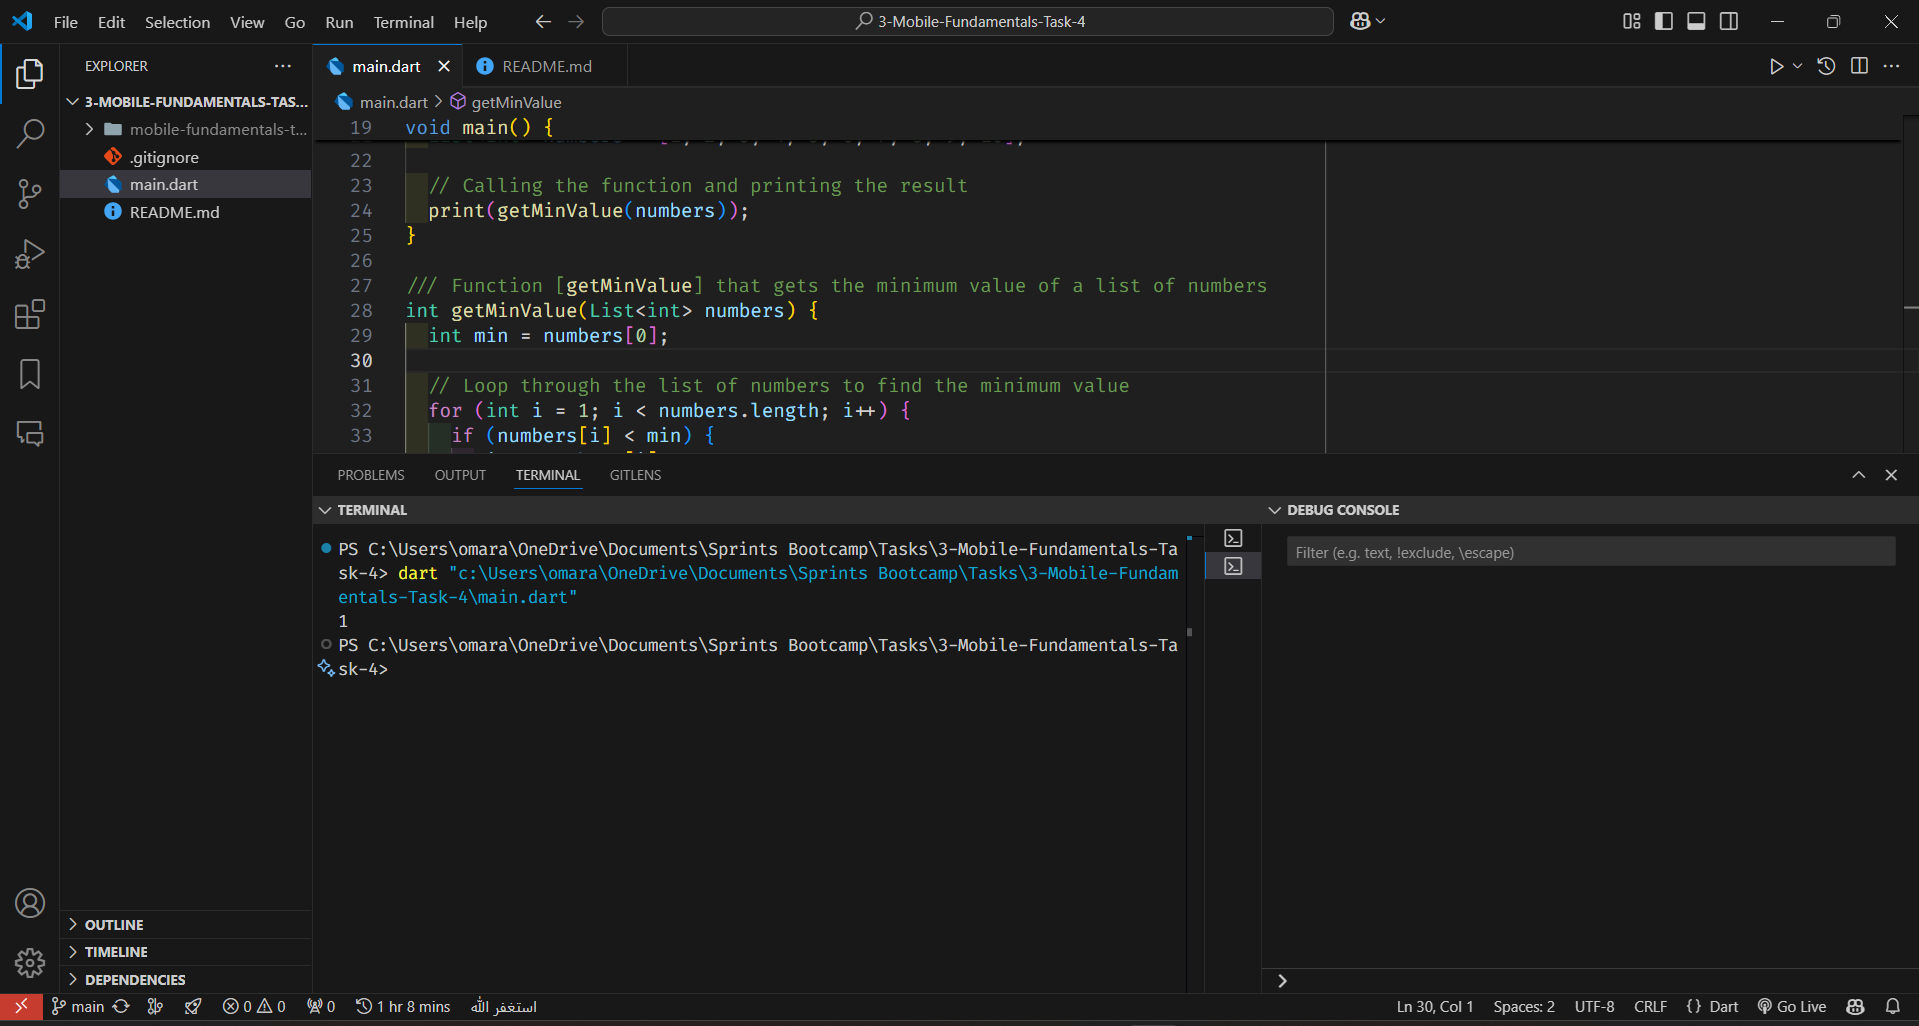 File Edit Selection View Go Run Terminal Help
3-Mobile-Fundamentals-Task-4
EXPLORER
3-MOBILE-FUNDAMENTALS-TAS...
mobile-fundamentals-t...
.gitignore
main.dart
README.md
OUTLINE
TIMELINE
DEPENDENCIES
main.dart README.md
main.dart > getMinValue
19 void main() {
22
23 // Calling the function and printing the result
24 print(getMinValue(numbers));
25 }
26
27 /// Function [getMinValue] that gets the minimum value of a list of numbers
28 int getMinValue(List<int> numbers) {
29 int min = numbers[0];
30
31 // Loop through the list of numbers to find the minimum value
32 for (int i = 1; i < numbers.length; i++) {
33 if (numbers[i] < min) {
PROBLEMS OUTPUT TERMINAL GITLENS
TERMINAL
PS C:\Users\omara\OneDrive\Documents\Sprints Bootcamp\Tasks\3-Mobile-Fundamentals-Ta
sk-4> dart "c:\Users\omara\OneDrive\Documents\Sprints Bootcamp\Tasks\3-Mobile-Fundam
entals-Task-4\main.dart"
1
PS C:\Users\omara\OneDrive\Documents\Sprints Bootcamp\Tasks\3-Mobile-Fundamentals-Ta
sk-4>
DEBUG CONSOLE
Filter (e.g. text, !exclude, \escape)
main 0 0 0 1 hr 8 mins استغفر الله
Ln 30, Col 1 Spaces: 2 UTF-8 CRLF {} Dart Go Live